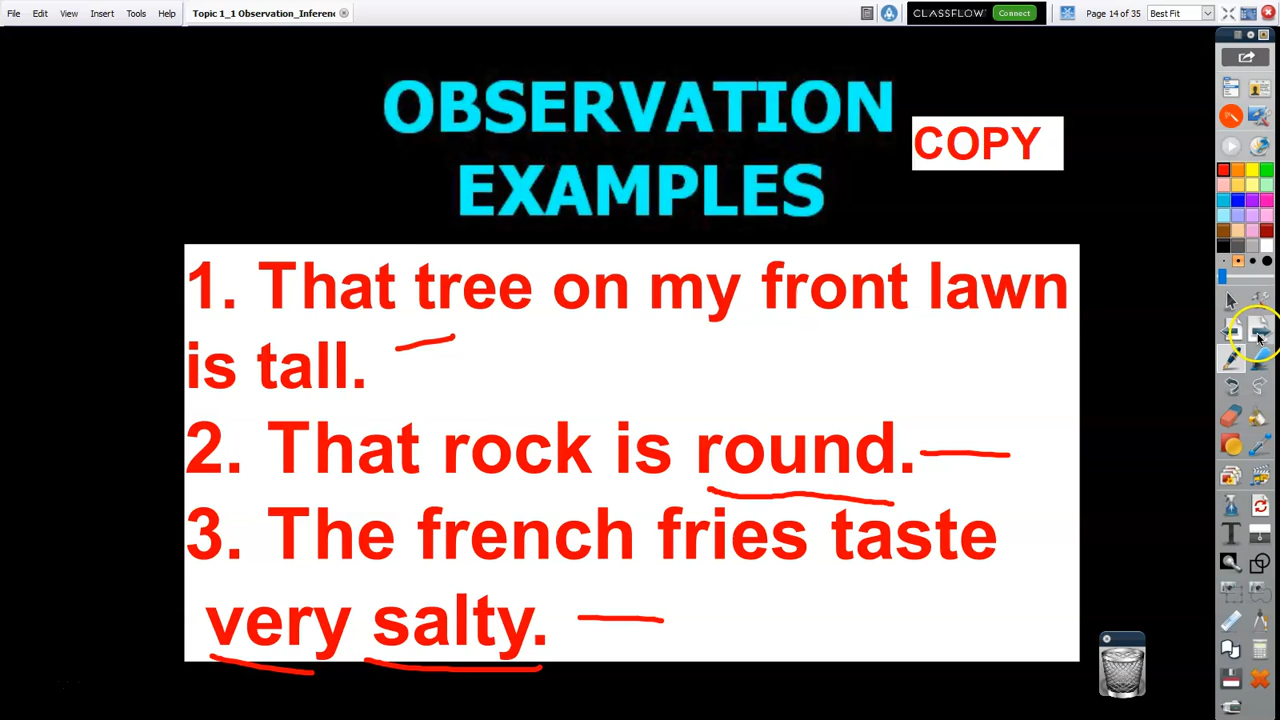 File Edit View Insert Tools Help Topic 1_1 Observation_Inferenc CLASSFLOW Connect Page 14 of 35 Best Fit
OBSERVATION
EXAMPLES
COPY
1. That tree on my front lawn
is tall.
2. That rock is round.
3. The french fries taste
very salty.